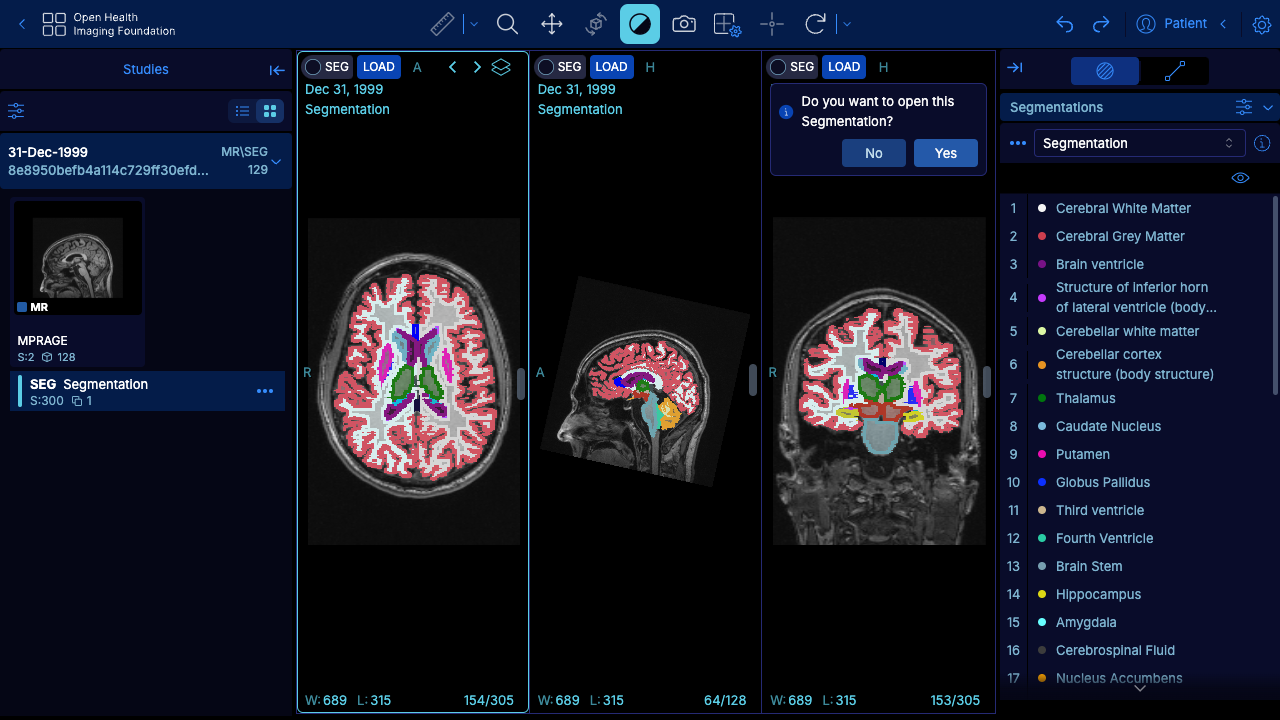 Open Health
Imaging Foundation
Patient
Studies
31-Dec-1999
MR\SEG
8e8950befb4a114c729ff30efd...
129
MR
MPRAGE
S:2 128
SEG Segmentation
S:300 1
SEG LOAD A
Dec 31, 1999
Segmentation
R
W: 689 L: 315 154/305
SEG LOAD H
Dec 31, 1999
Segmentation
A
W: 689 L: 315 64/128
SEG LOAD H
Do you want to open this
Segmentation?
No Yes
R
W: 689 L: 315 153/305
Segmentations
Segmentation
1 Cerebral White Matter
2 Cerebral Grey Matter
3 Brain ventricle
4 Structure of inferior horn
of lateral ventricle (body...
5 Cerebellar white matter
6 Cerebellar cortex
structure (body structure)
7 Thalamus
8 Caudate Nucleus
9 Putamen
10 Globus Pallidus
11 Third ventricle
12 Fourth Ventricle
13 Brain Stem
14 Hippocampus
15 Amygdala
16 Cerebrospinal Fluid
17 Nucleus Accumbens